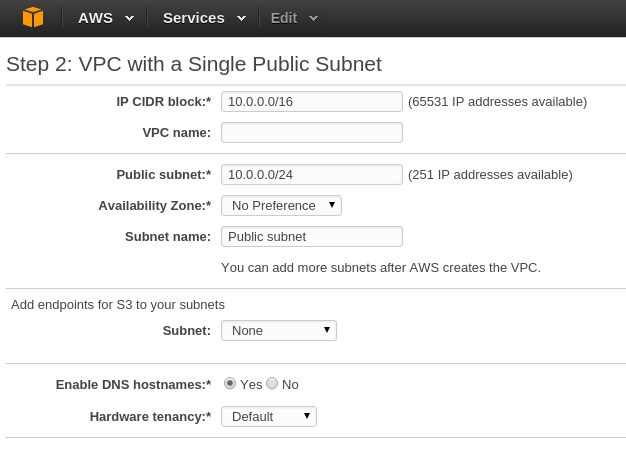 AWS Services Edit
Step 2: VPC with a Single Public Subnet
IP CIDR block:* 10.0.0.0/16 (65531 IP addresses available)
VPC name:
Public subnet:* 10.0.0.0/24 (251 IP addresses available)
Availability Zone:* No Preference
Subnet name: Public subnet
You can add more subnets after AWS creates the VPC.
Add endpoints for S3 to your subnets
Subnet: None
Enable DNS hostnames:* Yes No
Hardware tenancy:* Default